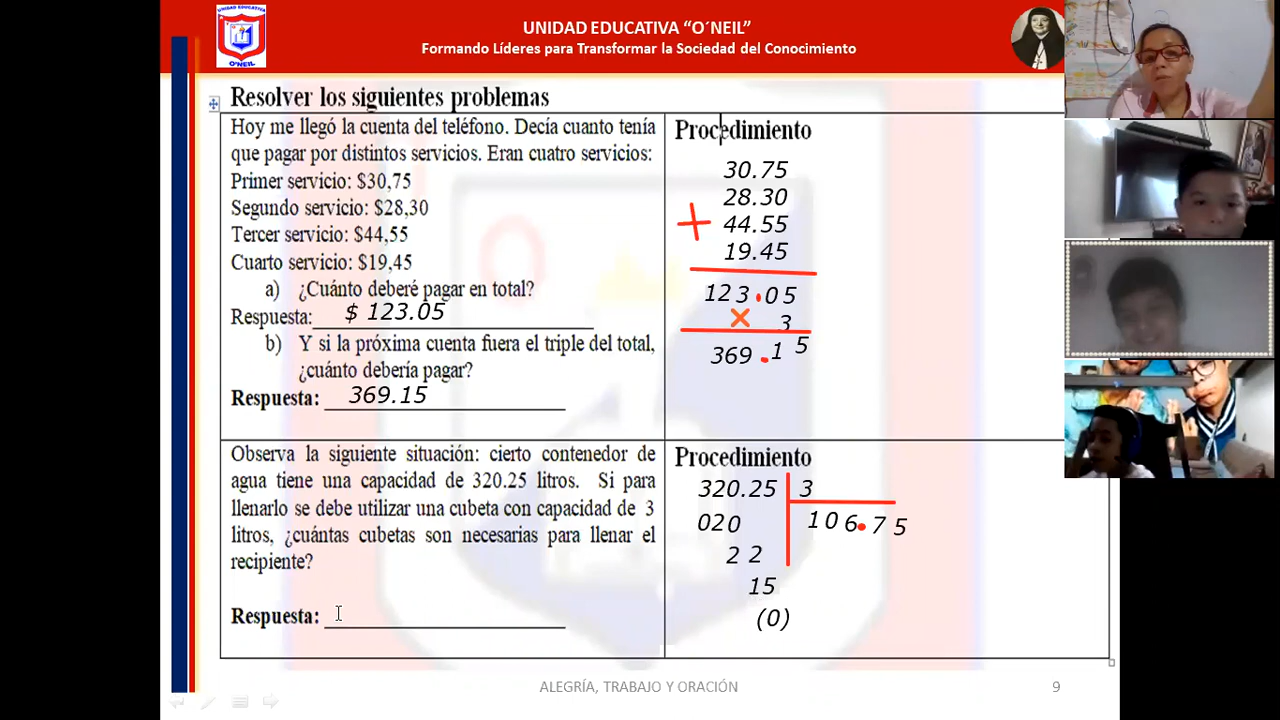 UNIDAD EDUCATIVA
O´NEIL
UNIDAD EDUCATIVA “O´NEIL”
Formando Líderes para Transformar la Sociedad del Conocimiento
Resolver los siguientes problemas
Hoy me llegó la cuenta del teléfono. Decía cuanto tenía
que pagar por distintos servicios. Eran cuatro servicios:
Primer servicio: $30,75
Segundo servicio: $28,30
Tercer servicio: $44,55
Cuarto servicio: $19,45
a) ¿Cuánto deberé pagar en total?
Respuesta: $ 123.05
b) Y si la próxima cuenta fuera el triple del total,
¿cuánto debería pagar?
Respuesta: 369.15
Procedimiento
30.75
28.30
+ 44.55
19.45
123.05
× 3
369.15
Observa la siguiente situación: cierto contenedor de
agua tiene una capacidad de 320.25 litros. Si para
llenarlo se debe utilizar una cubeta con capacidad de 3
litros, ¿cuántas cubetas son necesarias para llenar el
recipiente?
Respuesta:
Procedimiento
320.25 3
020 106.75
22
15
(0)
ALEGRÍA, TRABAJO Y ORACIÓN 9